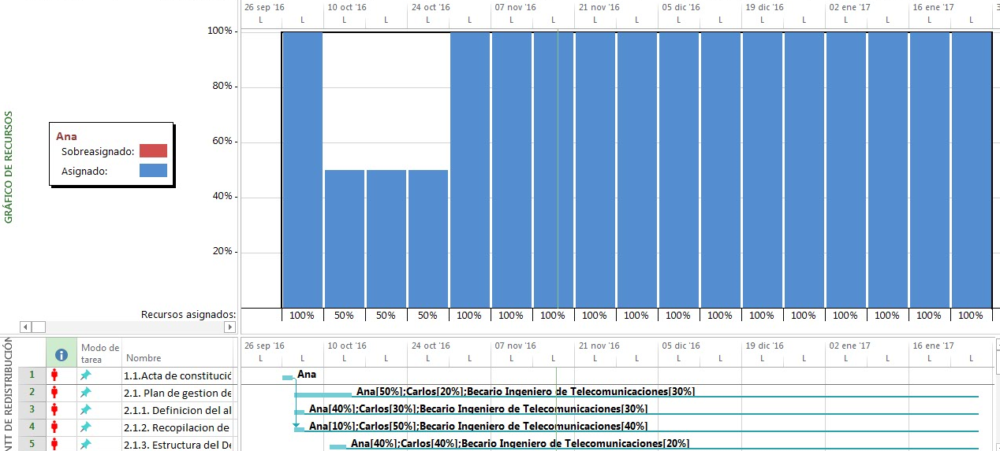 26 sep '16 10 oct '16 24 oct '16 07 nov '16 21 nov '16 05 dic '16 19 dic '16 02 ene '17 16 ene '17 3
L L L L L L L L L L L L L L L L L L
100%
80%
60%
40%
20%
GRÁFICO DE RECURSOS
Ana
Sobreasignado:
Asignado:
Recursos asignados: 100% 50% 50% 50% 100% 100% 100% 100% 100% 100% 100% 100% 100% 100% 100% 100% 100%
NTT DE REDISTRIBUCIÓN
Modo de tarea Nombre
26 sep '16 10 oct '16 24 oct '16 07 nov '16 21 nov '16 05 dic '16 19 dic '16 02 ene '17 16 ene '17
L L L L L L L L L L L L L L L L L L
1 1.1.Acta de constitució Ana
2 2.1. Plan de gestion de Ana[50%];Carlos[20%];Becario Ingeniero de Telecomunicaciones[30%]
3 2.1.1. Definicion del al Ana[40%];Carlos[30%];Becario Ingeniero de Telecomunicaciones[30%]
4 2.1.2. Recopilacion de Ana[10%];Carlos[50%];Becario Ingeniero de Telecomunicaciones[40%]
5 2.1.3. Estructura del De Ana[40%];Carlos[40%];Becario Ingeniero de Telecomunicaciones[20%]